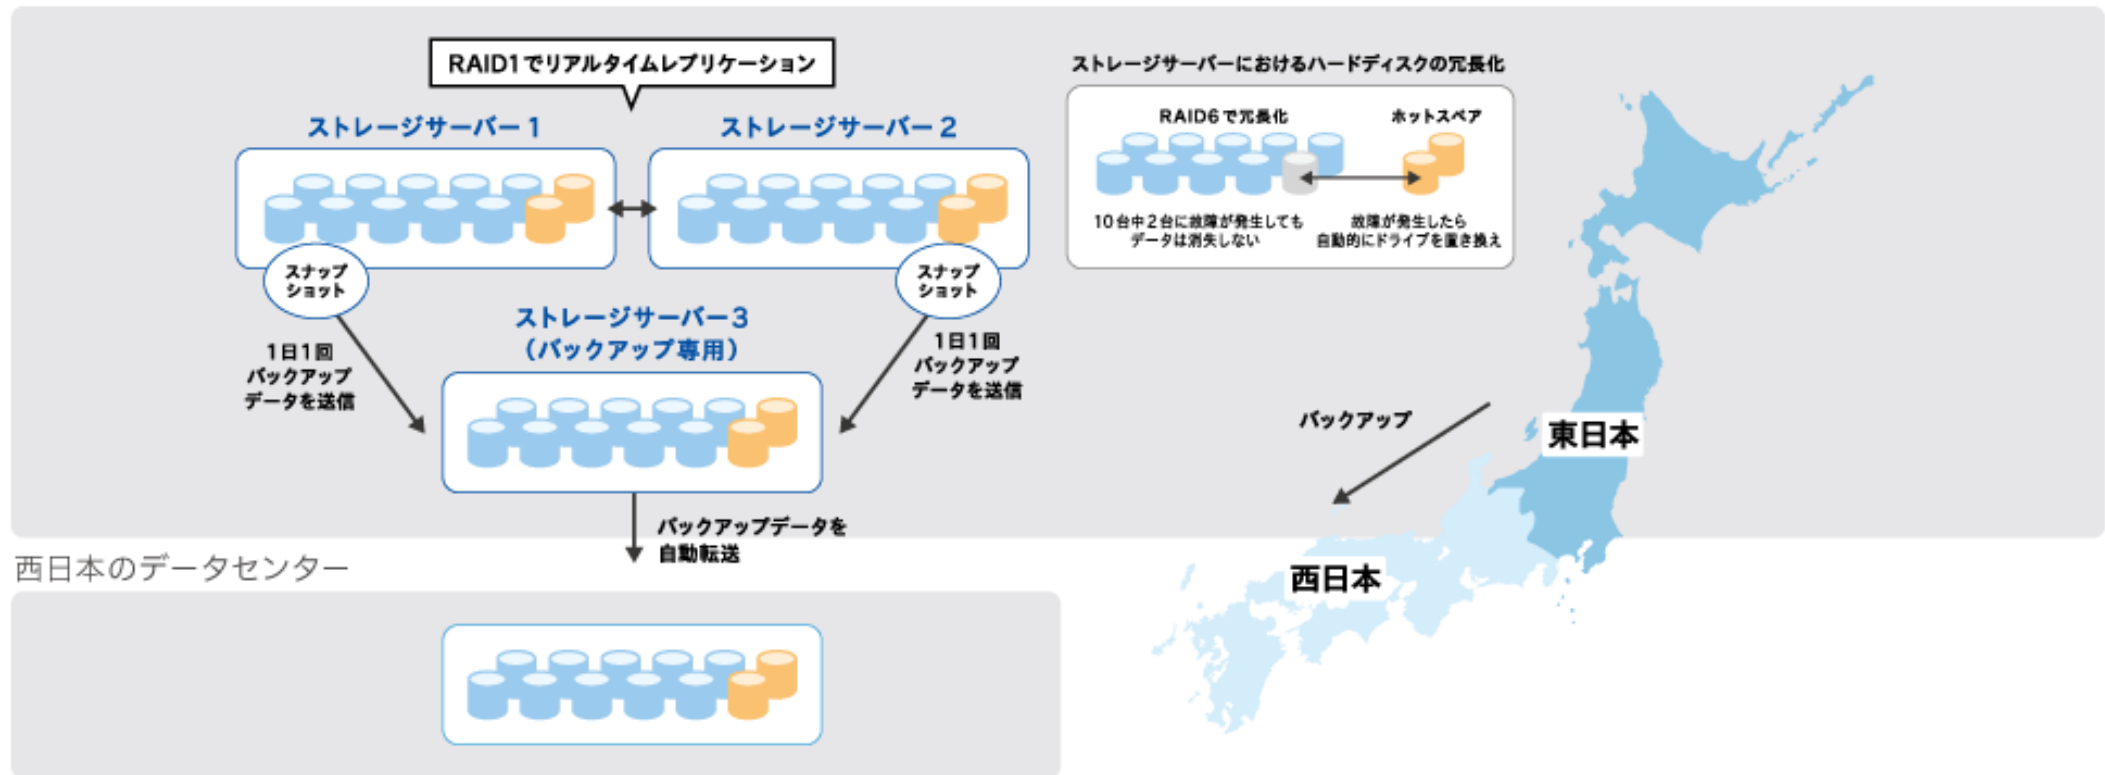 RAID1でリアルタイムレプリケーション
ストレージサーバー1
ストレージサーバー2
スナップ
ショット
スナップ
ショット
1日1回
バックアップ
データを送信
1日1回
バックアップ
データを送信
ストレージサーバー3
（バックアップ専用）
バックアップデータを
自動転送
ストレージサーバーにおけるハードディスクの冗長化
RAID6で冗長化
ホットスペア
10台中2台に故障が発生しても
データは消失しない
故障が発生したら
自動的にドライブを置き換え
バックアップ
東日本
西日本
西日本のデータセンター